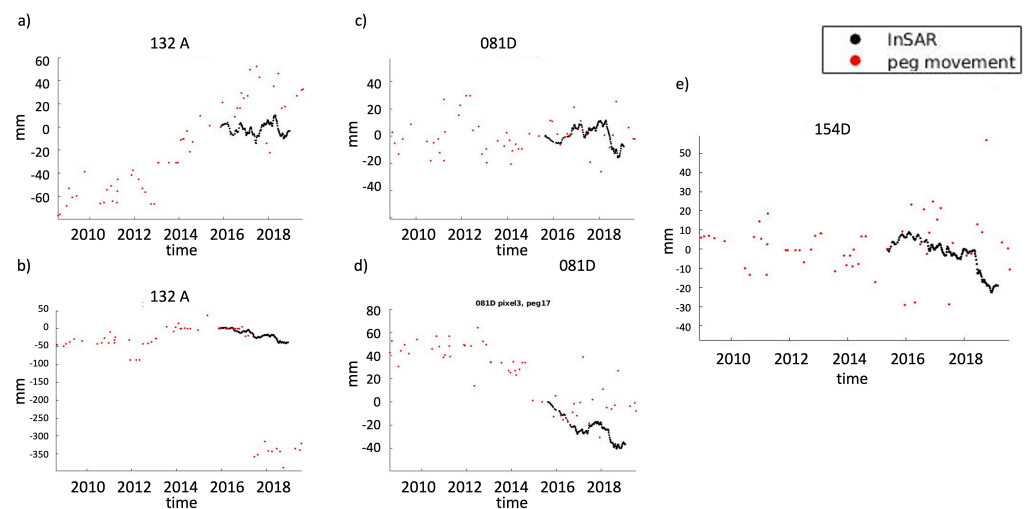 a)
132 A
60
40
20
0
-20
-40
-60
mm
2010 2012 2014 2016 2018
time
b)
132 A
50
0
-50
-100
-150
-200
-250
-300
-350
mm
2010 2012 2014 2016 2018
time
c)
081D
40
20
0
-20
-40
mm
2010 2012 2014 2016 2018
time
d)
081D
081D pixel3, peg17
80
60
40
20
0
-20
-40
mm
2010 2012 2014 2016 2018
time
InSAR
peg movement
e)
154D
50
40
30
20
10
0
-10
-20
-30
-40
mm
2010 2012 2014 2016 2018
time